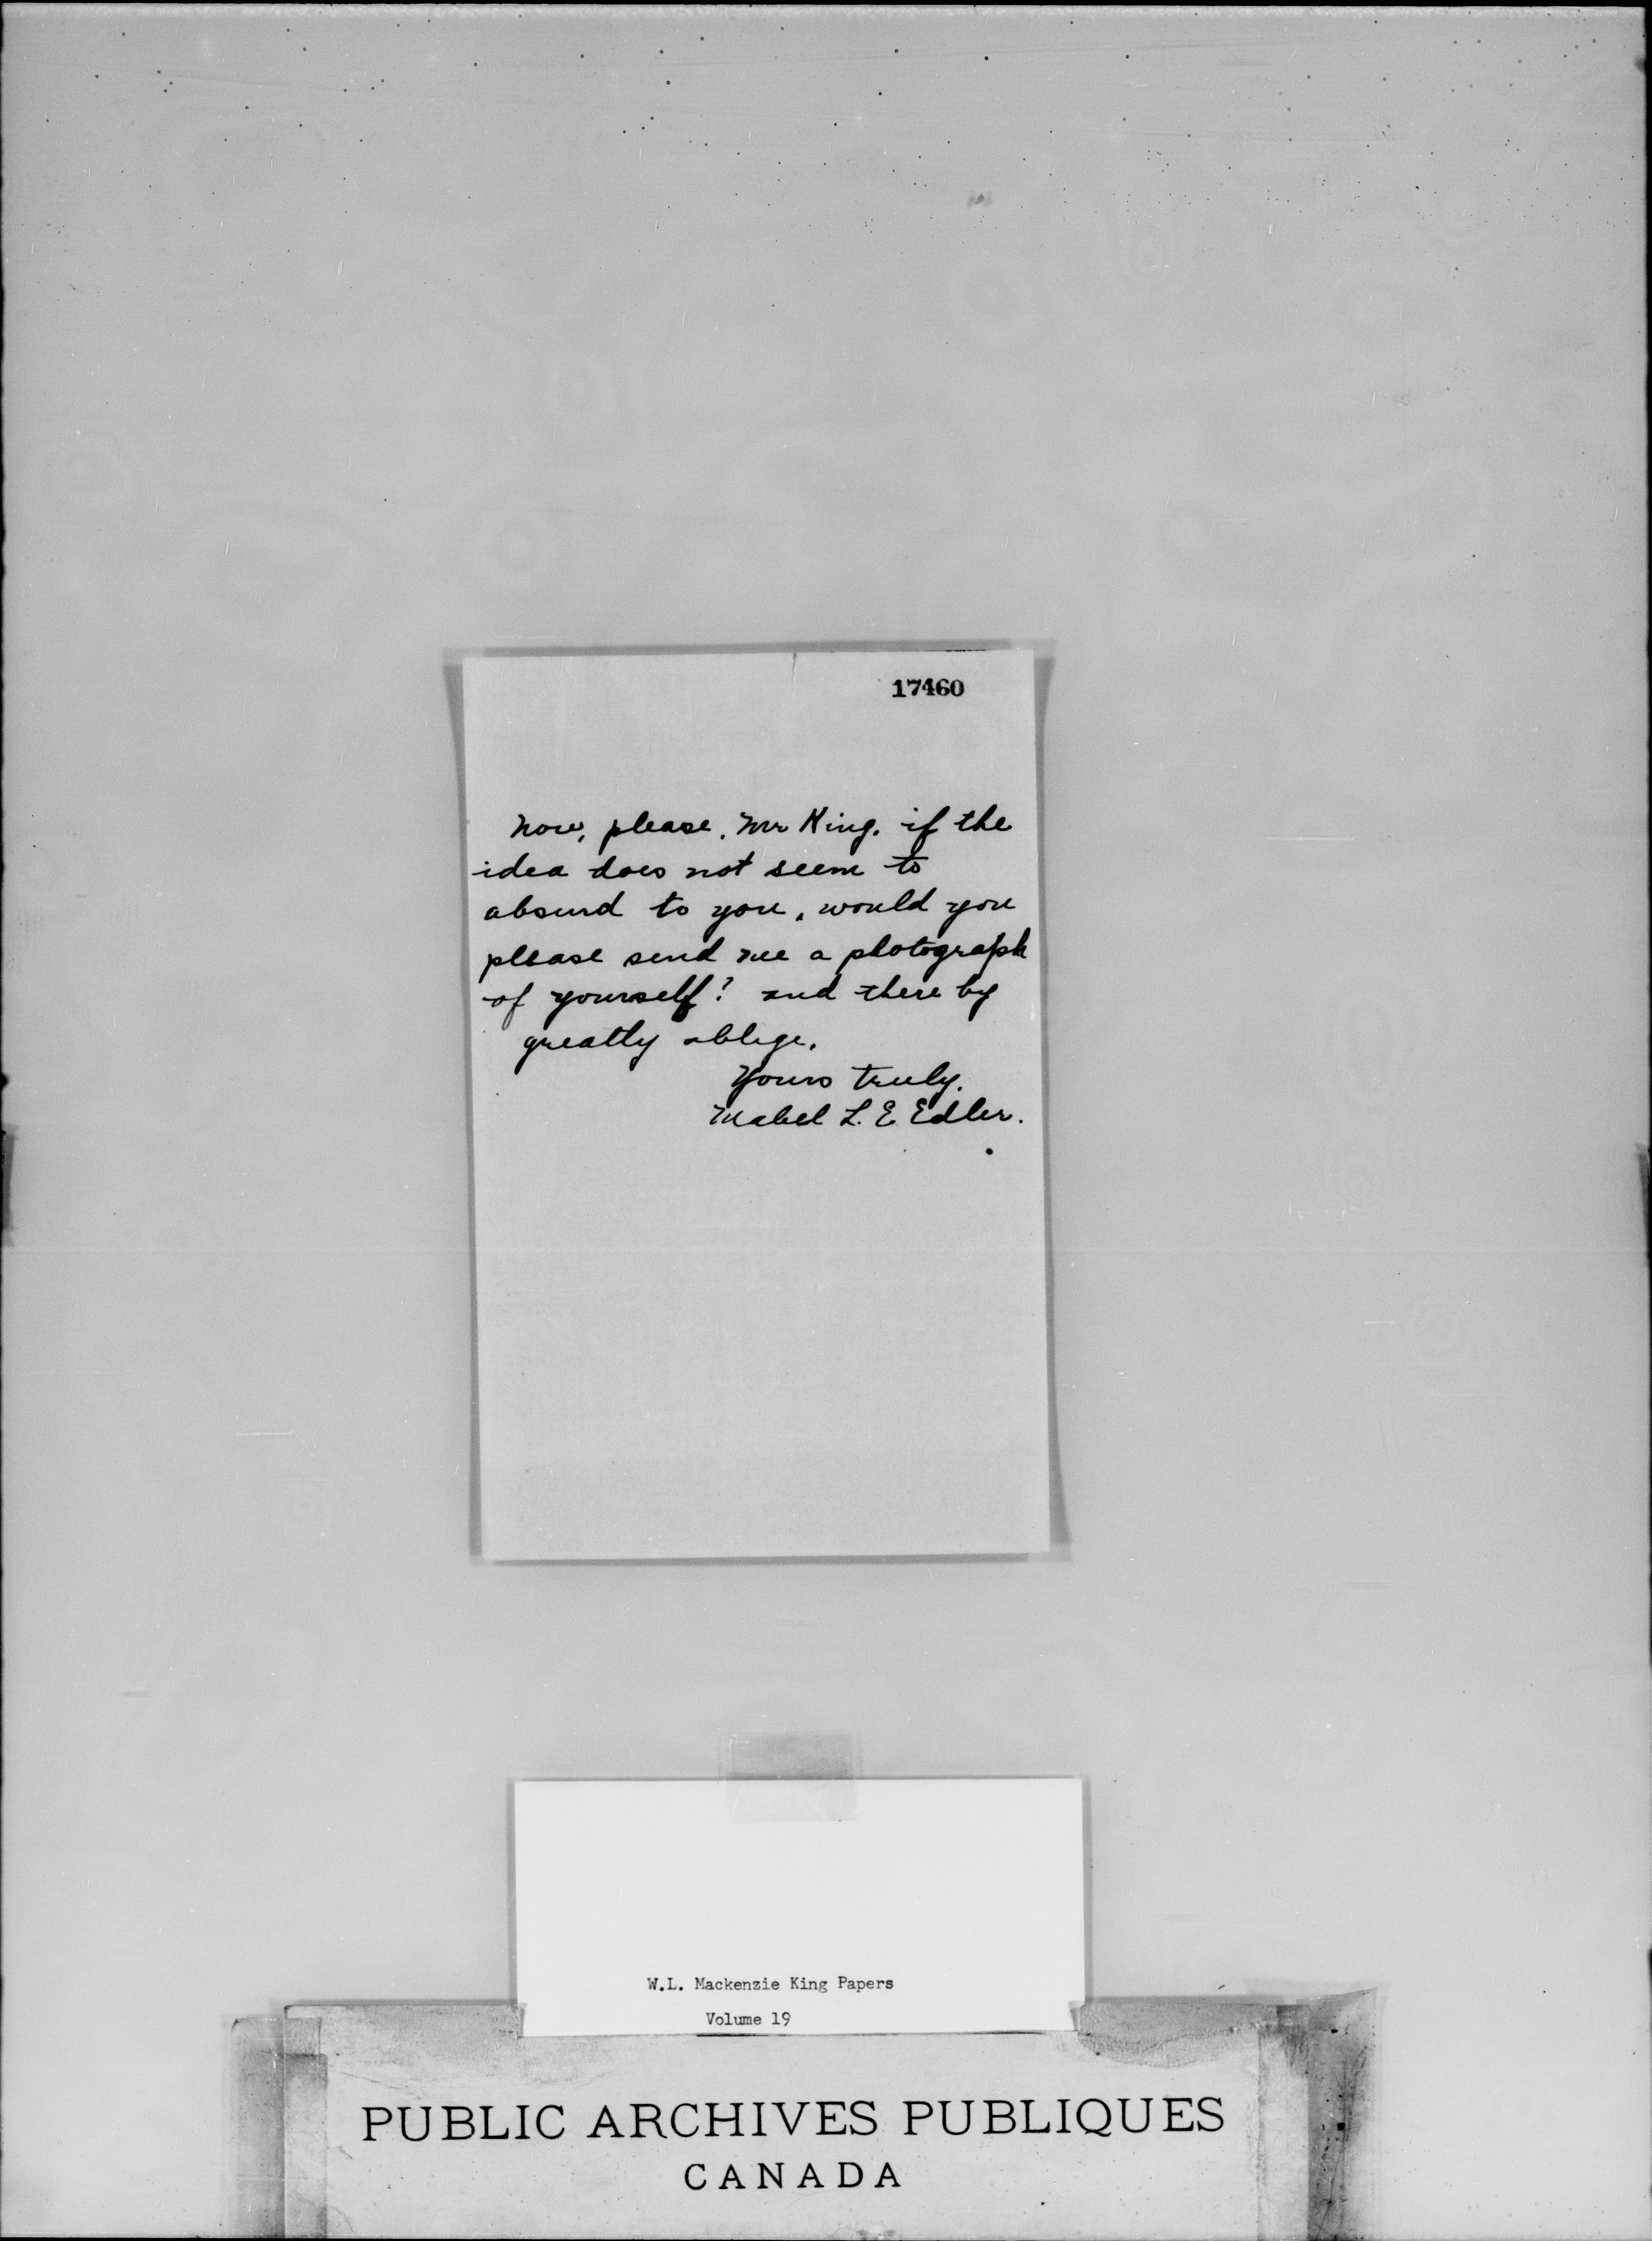 17460
Now, please, Mr King. if the
idea does not seem to
absurd to you, would you
please send me a photograph
of yourself? and there by
greatly oblige.
Yours truly.
Mabel L. E. Edler.
W.L. Mackenzie King Papers
Volume 19
PUBLIC ARCHIVES PUBLIQUES
CANADA